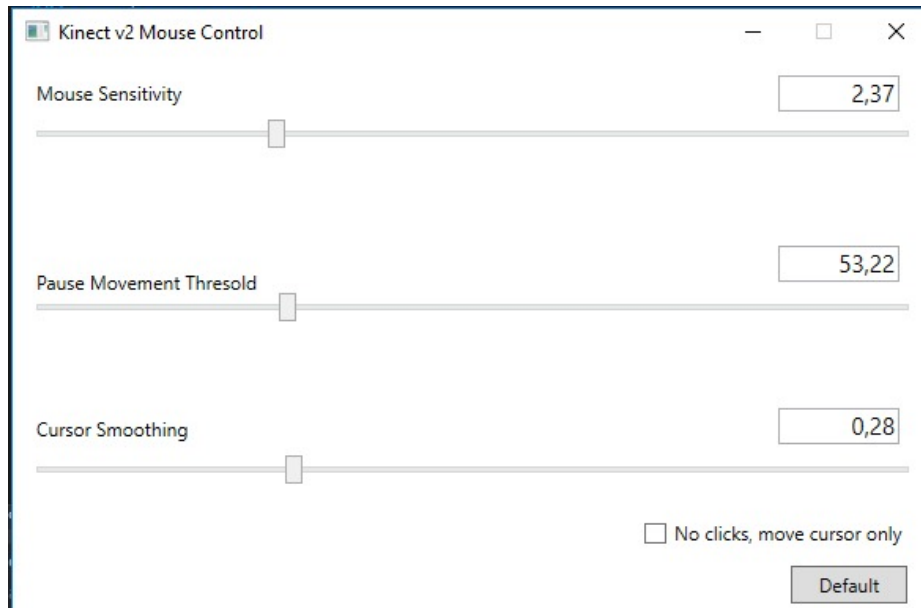 Kinect v2 Mouse Control
Mouse Sensitivity
2,37
Pause Movement Thresold
53,22
Cursor Smoothing
0,28
No clicks, move cursor only
Default